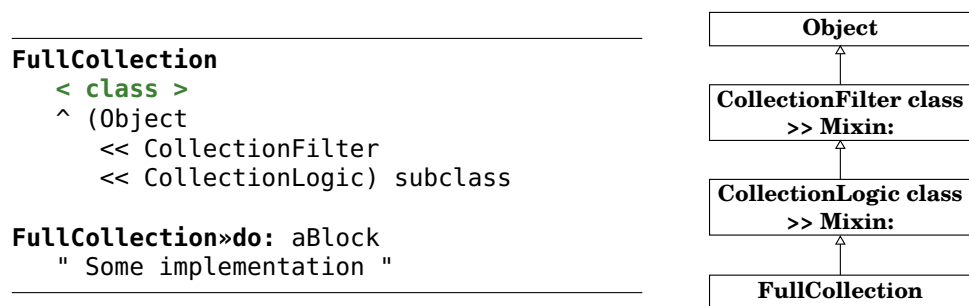 FullCollection
< class >
^ (Object
<< CollectionFilter
<< CollectionLogic) subclass
FullCollection»do: aBlock
" Some implementation "
Object
CollectionFilter class
>> Mixin:
CollectionLogic class
>> Mixin:
FullCollection